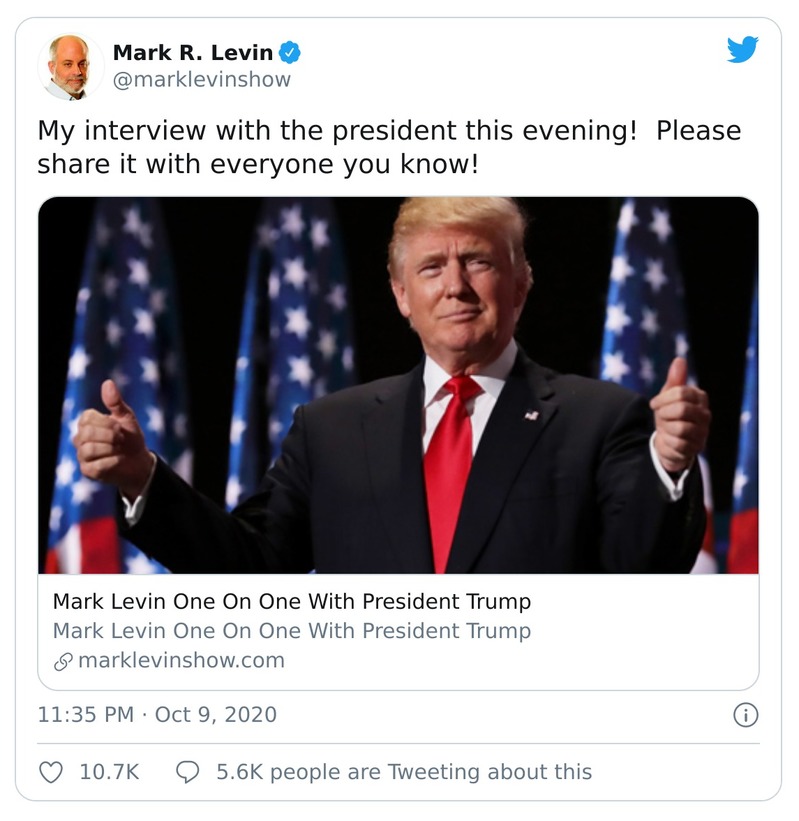 Mark R. Levin
@marklevinshow
My interview with the president this evening!  Please
share it with everyone you know!
Mark Levin One On One With President Trump
Mark Levin One On One With President Trump
marklevinshow.com
11:35 PM · Oct 9, 2020
10.7K 5.6K people are Tweeting about this